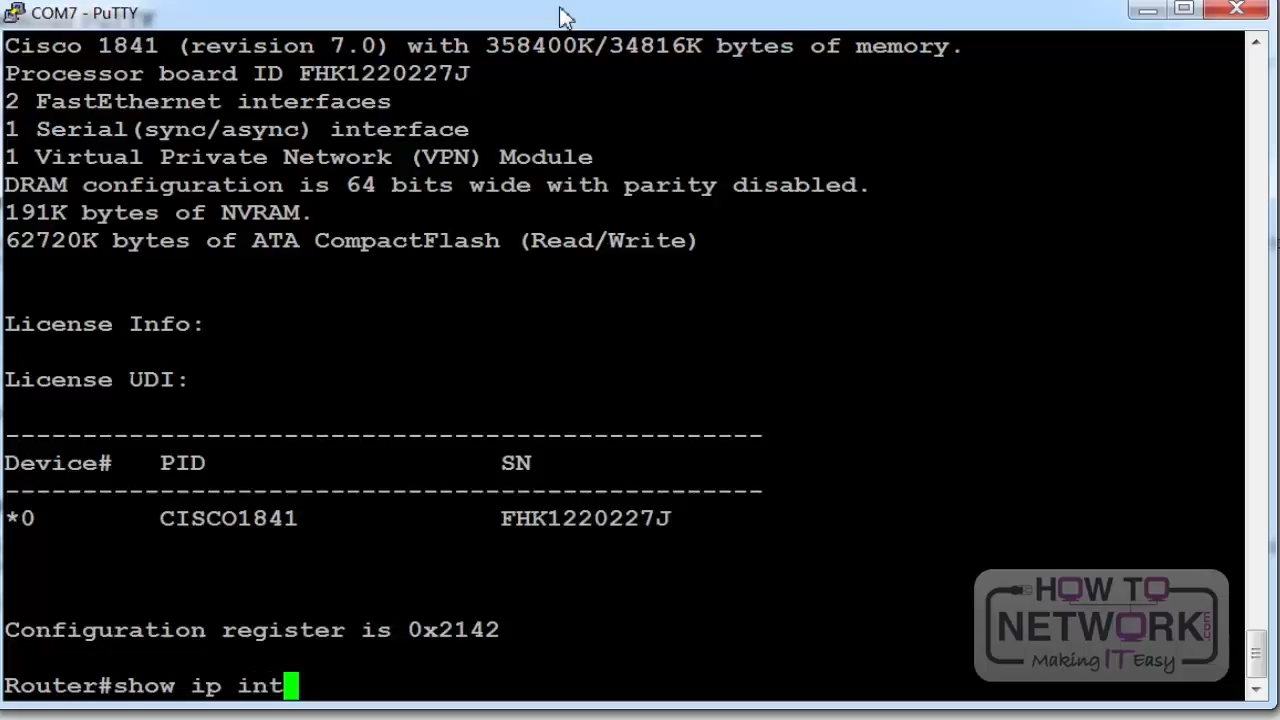 COM7 - PuTTY
Cisco 1841 (revision 7.0) with 358400K/34816K bytes of memory.
Processor board ID FHK1220227J
2 FastEthernet interfaces
1 Serial(sync/async) interface
1 Virtual Private Network (VPN) Module
DRAM configuration is 64 bits wide with parity disabled.
191K bytes of NVRAM.
62720K bytes of ATA CompactFlash (Read/Write)
License Info:
License UDI:
-------------------------------------------------
Device# PID SN
-------------------------------------------------
*0 CISCO1841 FHK1220227J
Configuration register is 0x2142
Router#show ip int
HOW TO
NETWORK.com
Making IT Easy